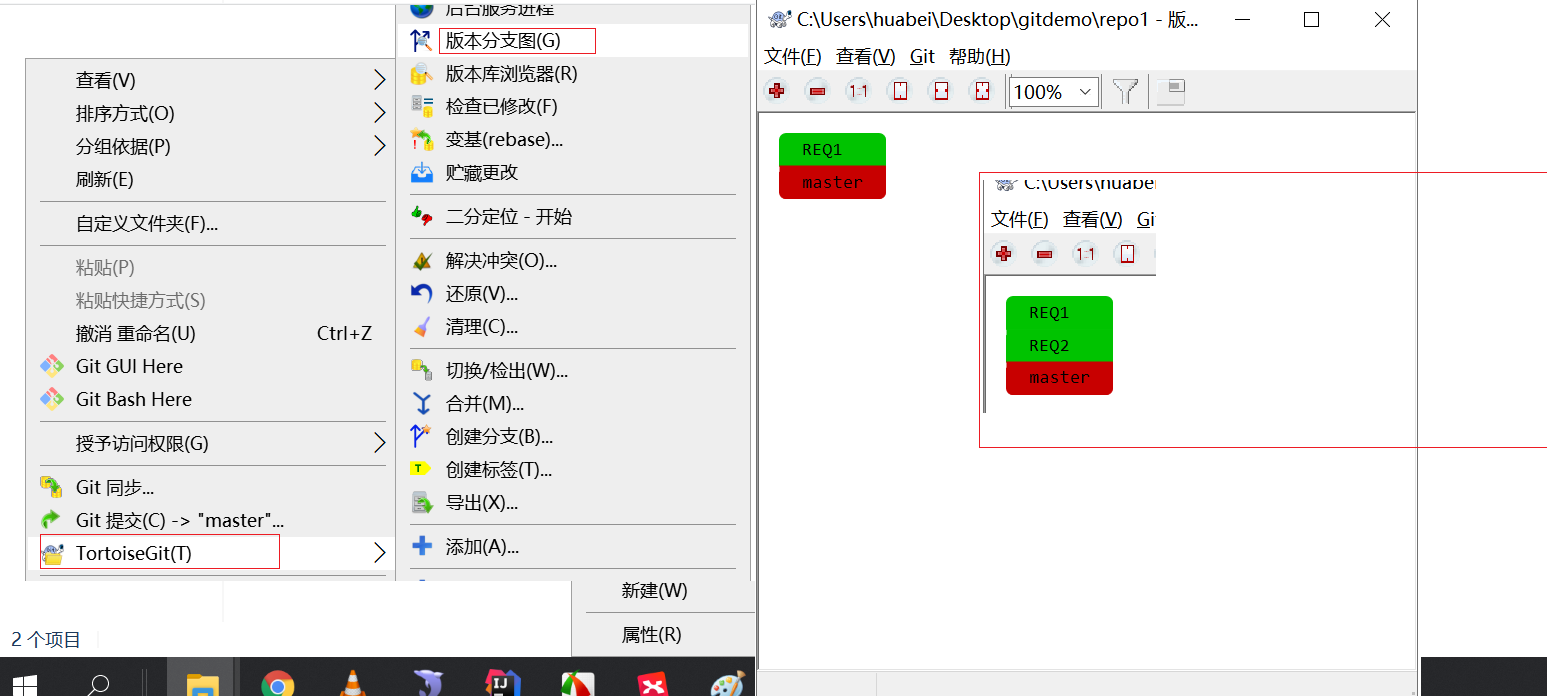 查看(V)
排序方式(O)
分组依据(P)
刷新(E)
自定义文件夹(F)...
粘贴(P)
粘贴快捷方式(S)
撤消 重命名(U) Ctrl+Z
Git GUI Here
Git Bash Here
授予访问权限(G)
Git 同步...
Git 提交(C) -> "master"...
TortoiseGit(T)
2 个项目
后台服务进程
版本分支图(G)
版本库浏览器(R)
检查已修改(F)
变基(rebase)...
贮藏更改
二分定位 - 开始
解决冲突(O)...
还原(V)...
清理(C)...
切换/检出(W)...
合并(M)...
创建分支(B)...
创建标签(T)...
导出(X)...
添加(A)...
新建(W)
属性(R)
C:\Users\huabei\Desktop\gitdemo\repo1 - 版...
文件(F) 查看(V) Git 帮助(H)
1-1
100%
REQ1
master
C:\Users\huabei
文件(F) 查看(V) Gi
1-1
REQ1
REQ2
master